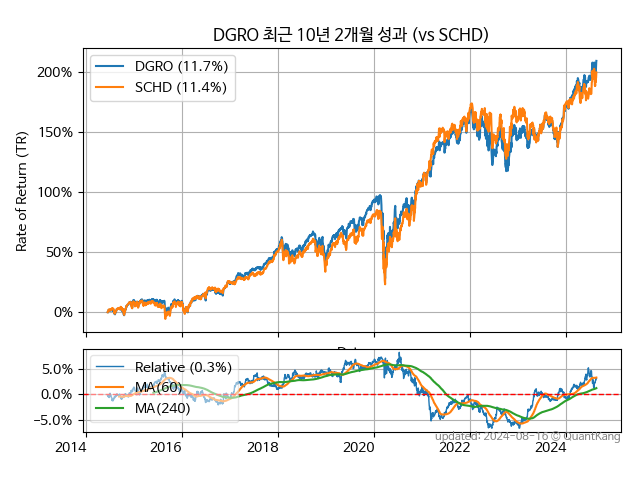 DGRO 최근 10년 2개월 성과 (vs SCHD)
Rate of Return (TR)
200%
150%
100%
50%
0%
DGRO (11.7%)
SCHD (11.4%)
5.0%
0.0%
−5.0%
Relative (0.3%)
MA(60)
MA(240)
2014
2016
2018
2020
2022
2024
updated: 2024-08-16 © QuantKang